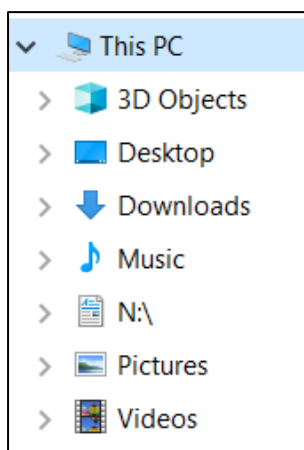 This PC
3D Objects
Desktop
Downloads
Music
N:\
Pictures
Videos